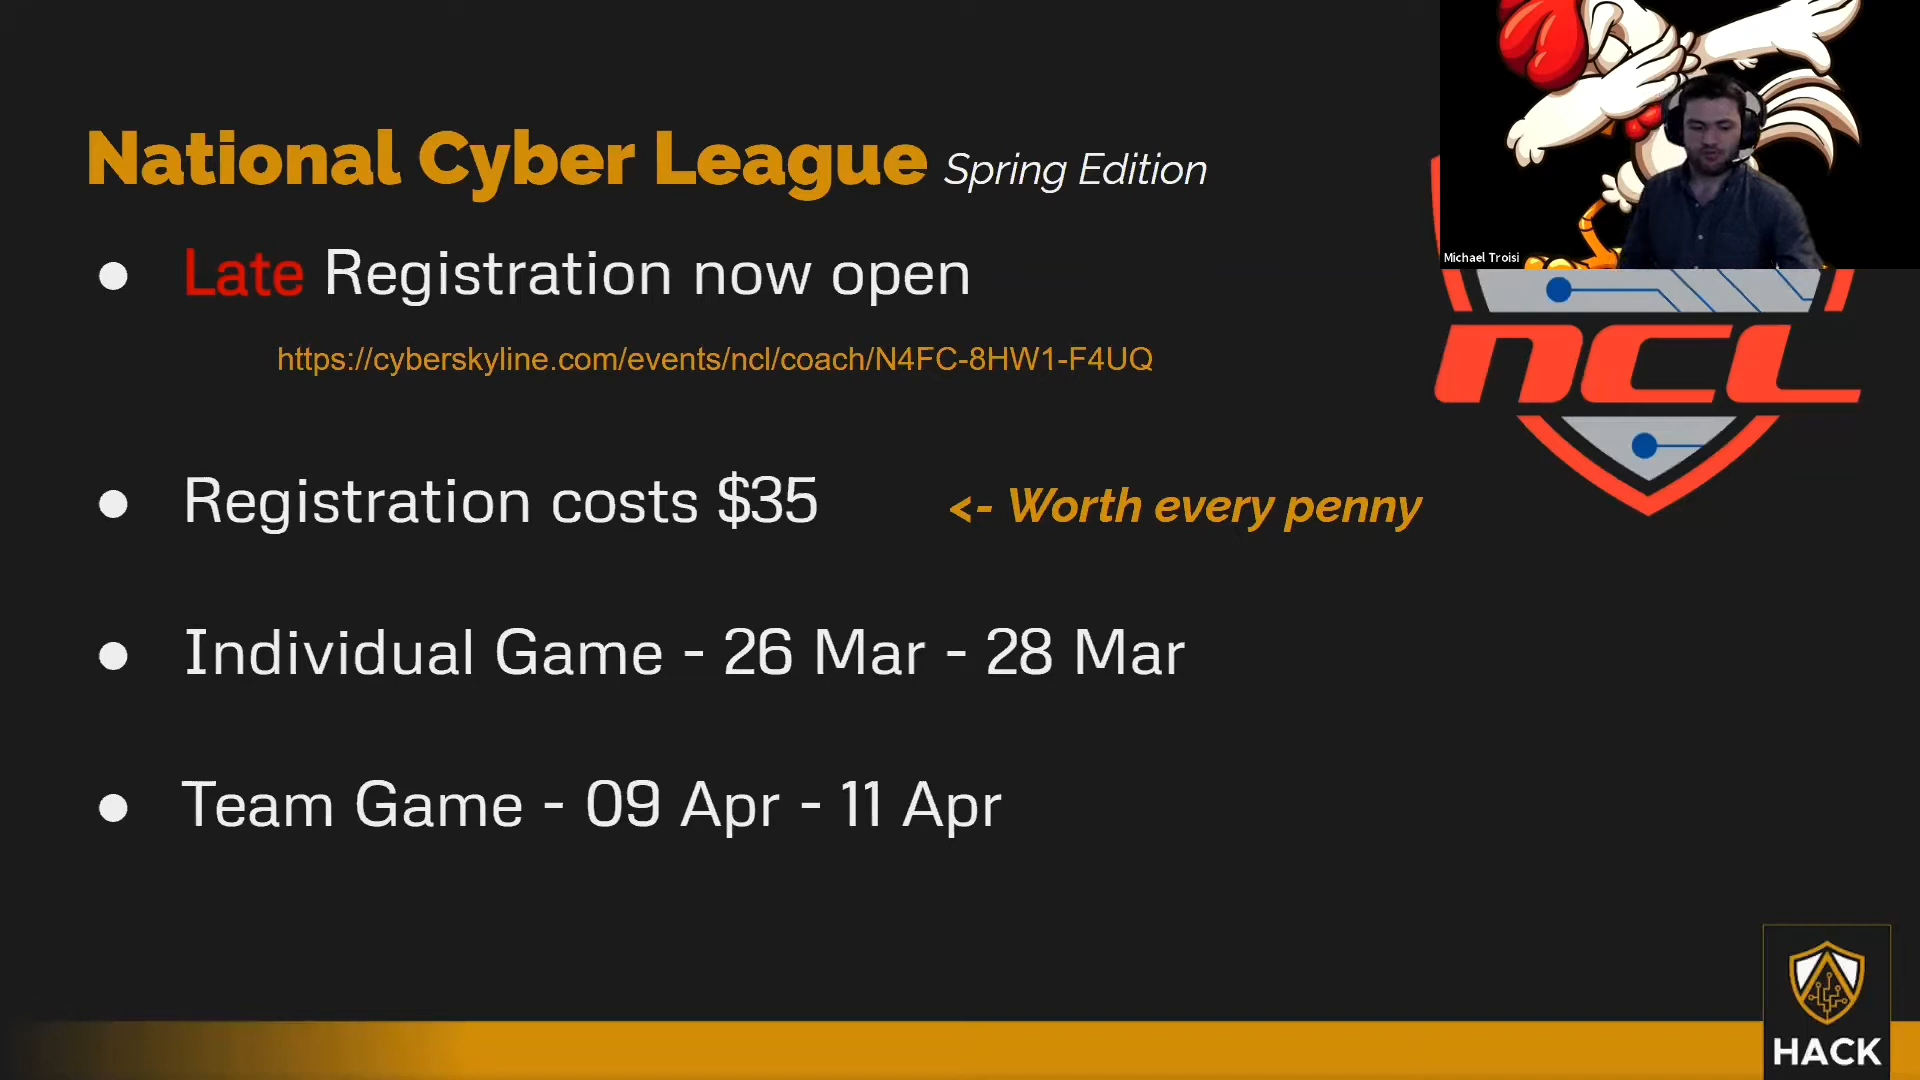 National Cyber League Spring Edition
Late Registration now open
https://cyberskyline.com/events/ncl/coach/N4FC-8HW1-F4UQ
Registration costs $35 <- Worth every penny
Individual Game - 26 Mar - 28 Mar
Team Game - 09 Apr - 11 Apr
Michael Troisi
NCL
HACK